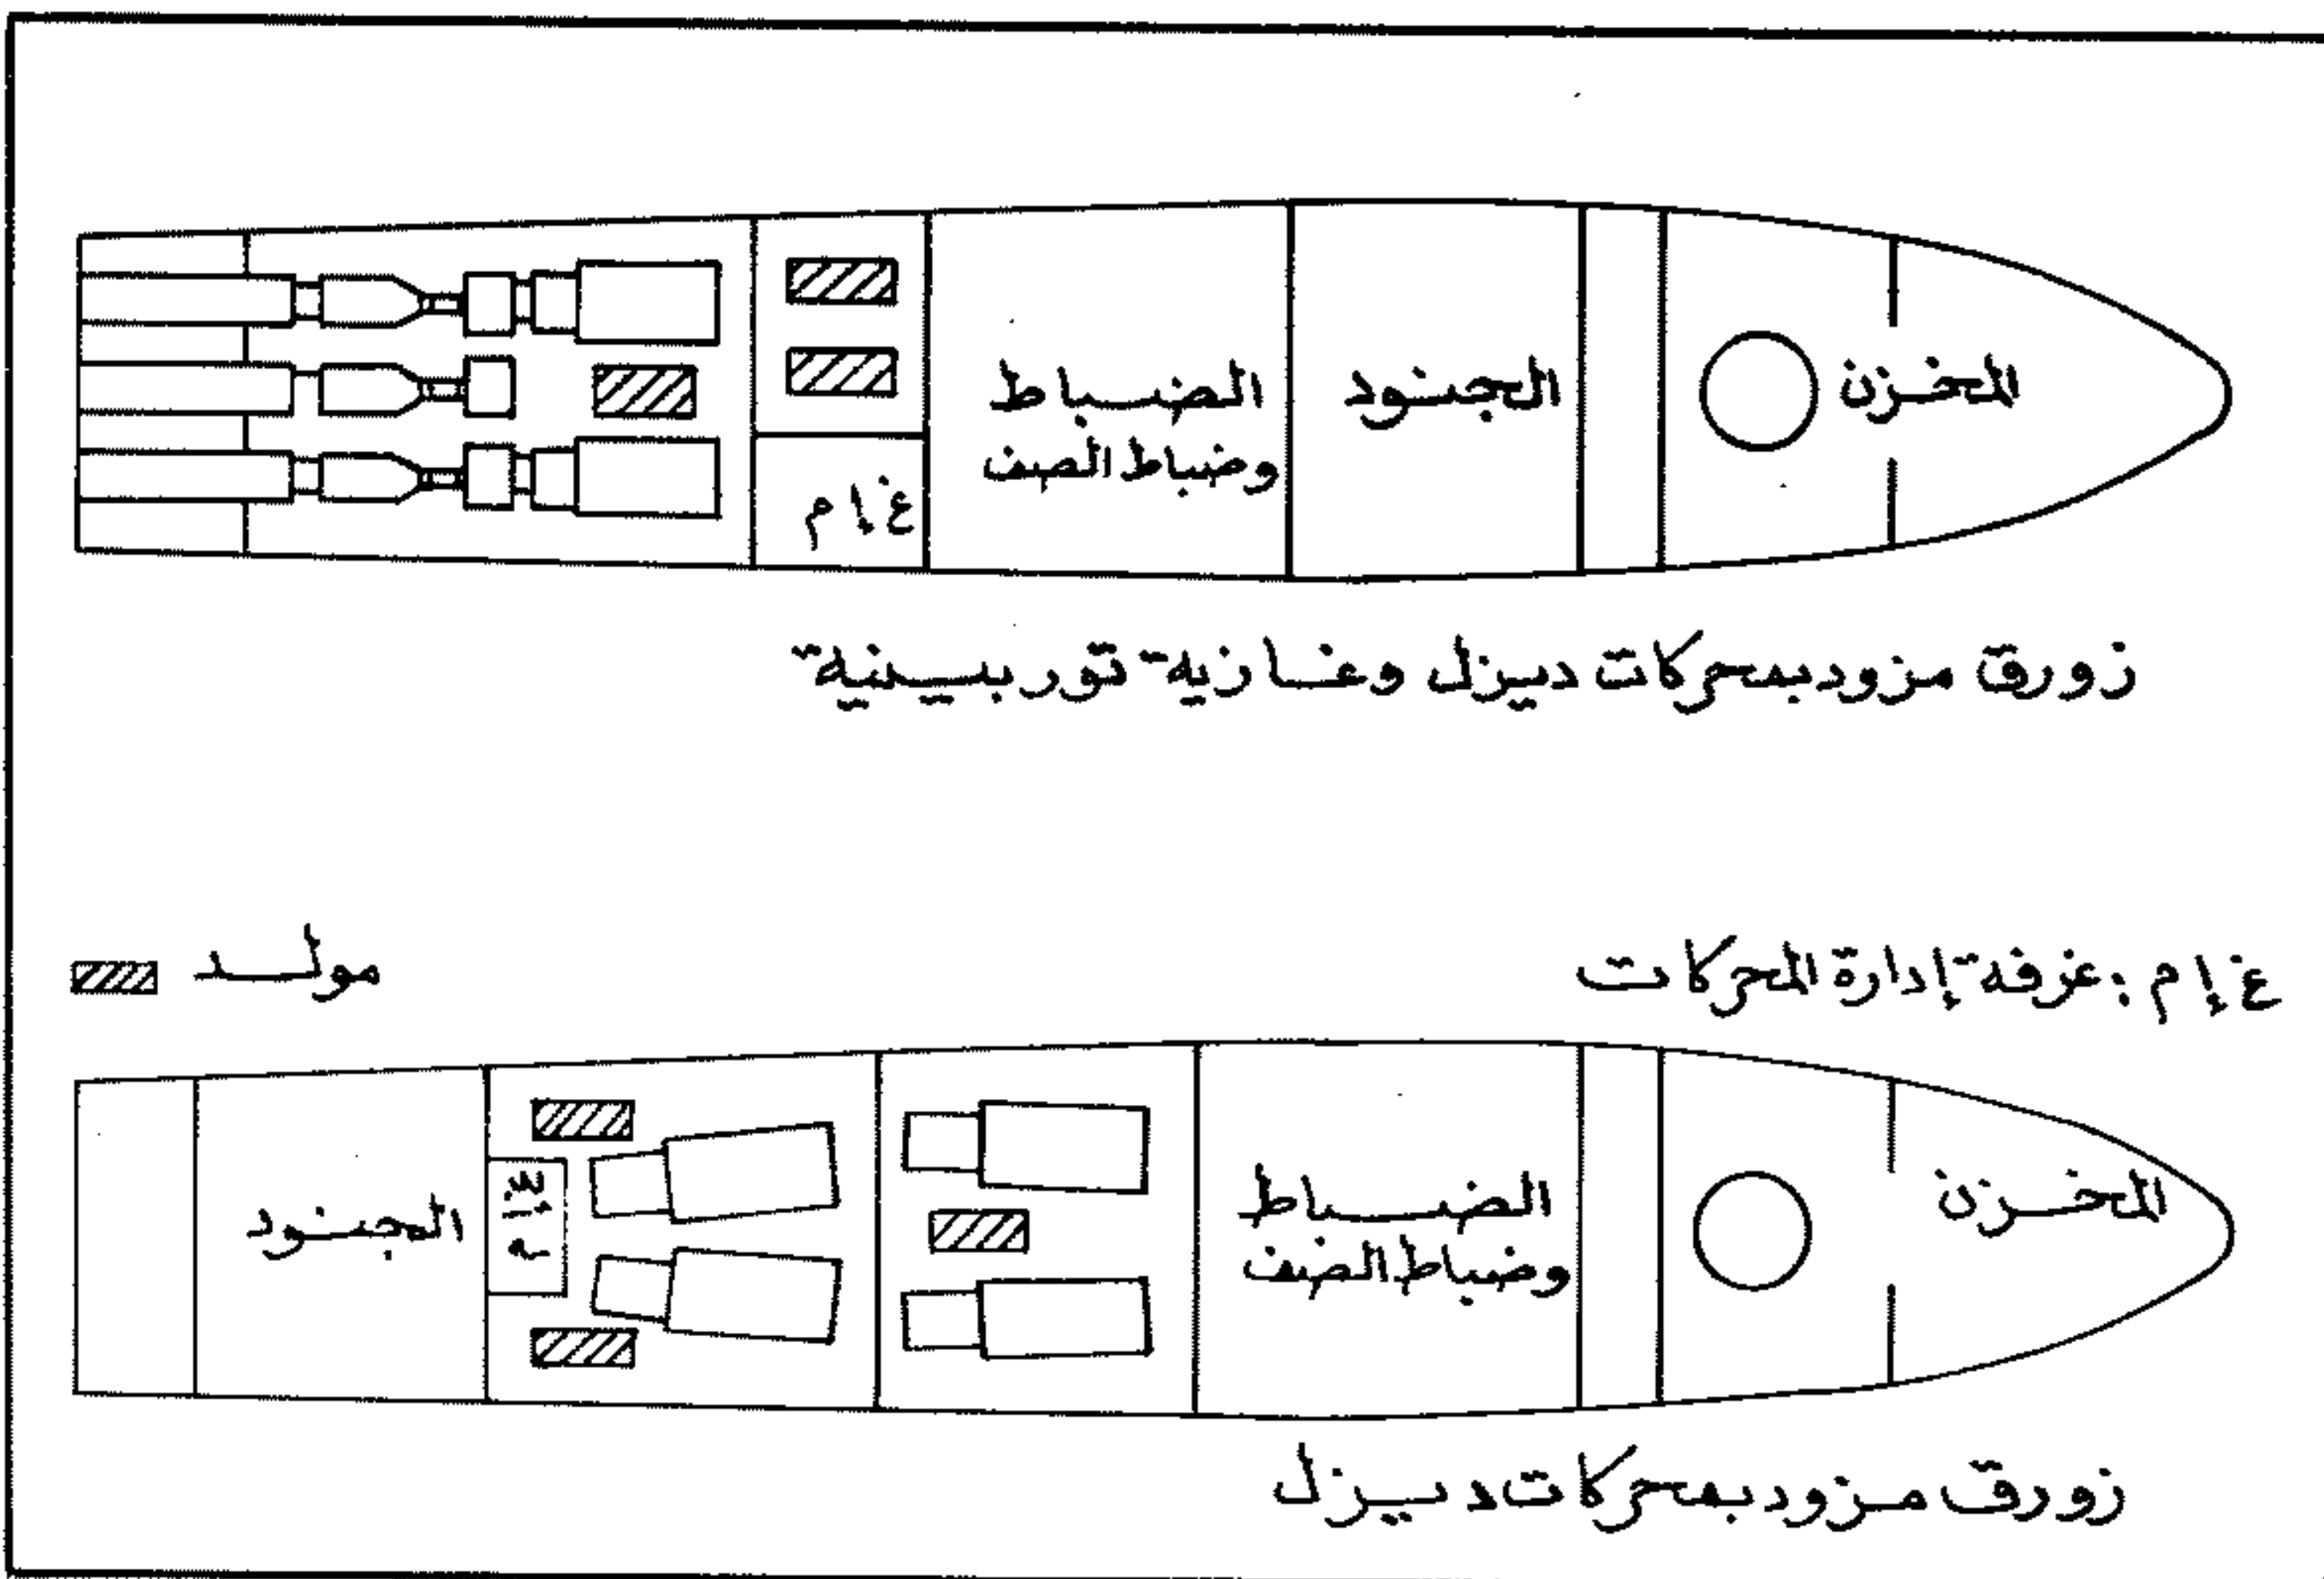 المخزن
الجنود
الضباط
وضباط الصف
غ إ م
زورق مزود بمحركات ديزل وغازية توربينية
غ إ م : غرفة إدارة المحركات
مولد
المخزن
الضباط
وضباط الصف
غ إ
م
الجنود
زورق مزود بمحركات ديزل